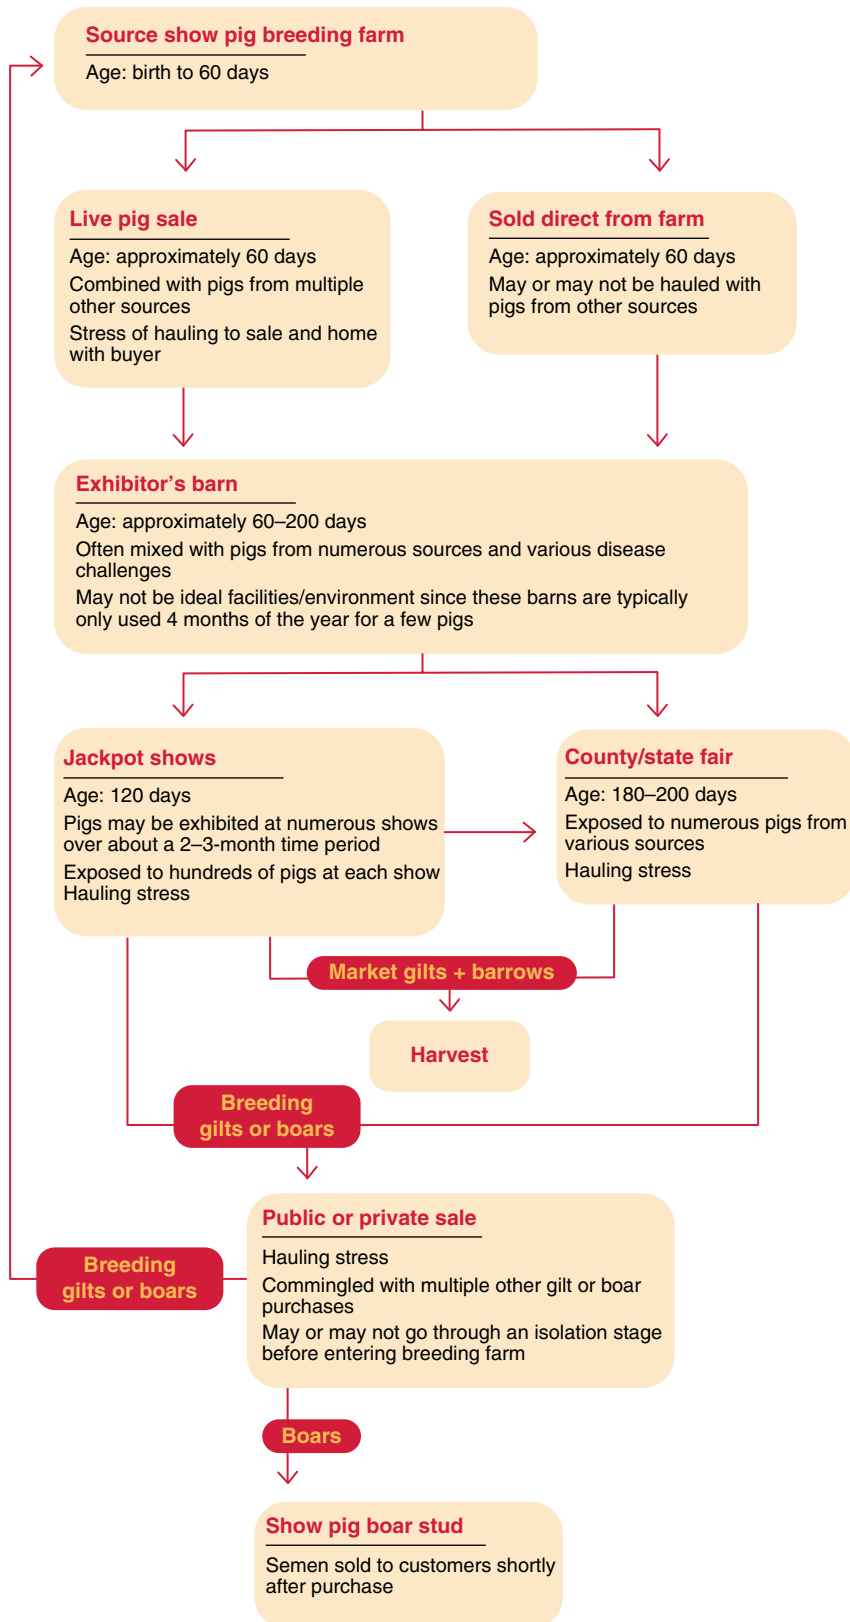 Source show pig breeding farm
Age: birth to 60 days
Live pig sale
Age: approximately 60 days
Combined with pigs from multiple
other sources
Stress of hauling to sale and home
with buyer
Sold direct from farm
Age: approximately 60 days
May or may not be hauled with
pigs from other sources
Exhibitor’s barn
Age: approximately 60–200 days
Often mixed with pigs from numerous sources and various disease
challenges
May not be ideal facilities/environment since these barns are typically
only used 4 months of the year for a few pigs
Jackpot shows
Age: 120 days
Pigs may be exhibited at numerous shows
over about a 2–3-month time period
Exposed to hundreds of pigs at each show
Hauling stress
County/state fair
Age: 180–200 days
Exposed to numerous pigs from
various sources
Hauling stress
Market gilts + barrows
Harvest
Breeding
gilts or boars
Public or private sale
Hauling stress
Commingled with multiple other gilt or boar
purchases
May or may not go through an isolation stage
before entering breeding farm
Breeding
gilts or boars
Boars
Show pig boar stud
Semen sold to customers shortly
after purchase